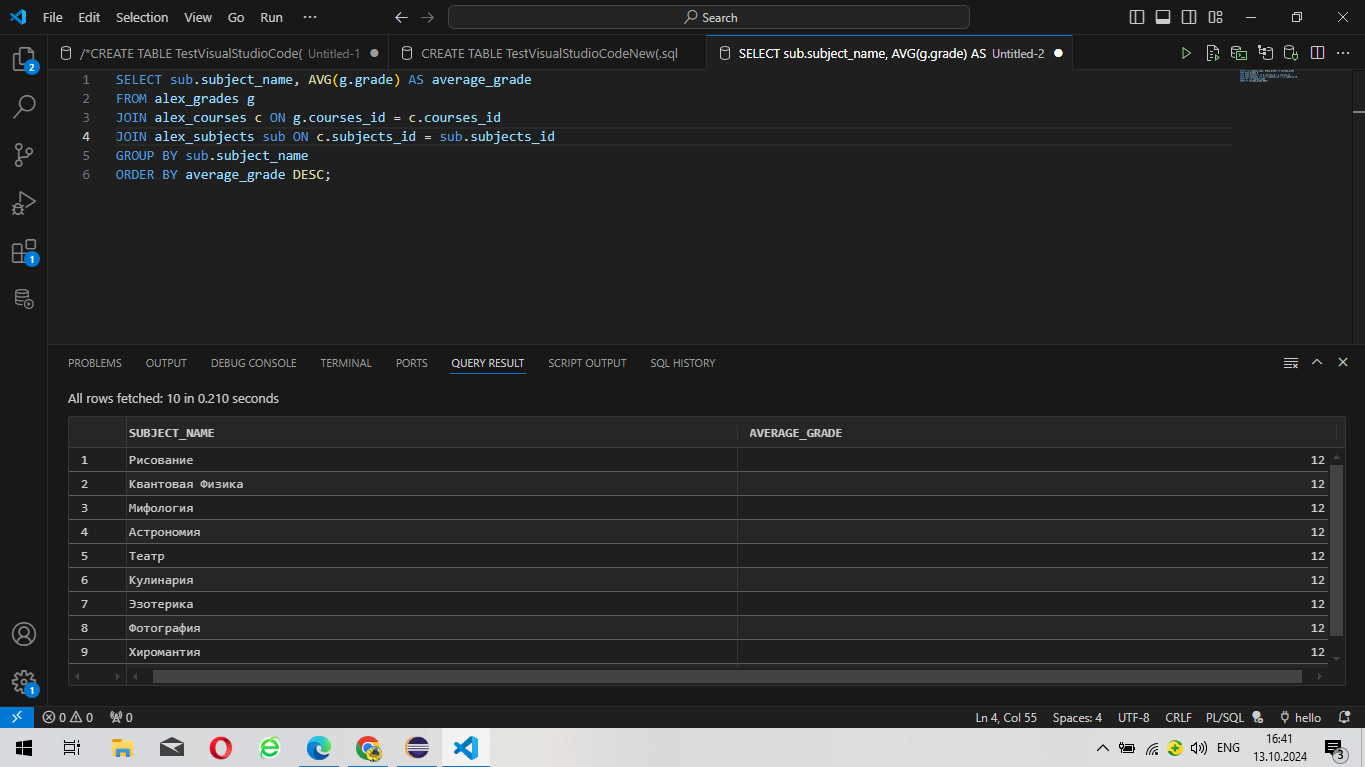 File Edit Selection View Go Run ··· Search
/*CREATE TABLE TestVisualStudioCode( Untitled-1 CREATE TABLE TestVisualStudioCodeNew(.sql SELECT sub.subject_name, AVG(g.grade) AS Untitled-2
1 SELECT sub.subject_name, AVG(g.grade) AS average_grade
2 FROM alex_grades g
3 JOIN alex_courses c ON g.courses_id = c.courses_id
4 JOIN alex_subjects sub ON c.subjects_id = sub.subjects_id
5 GROUP BY sub.subject_name
6 ORDER BY average_grade DESC;
2
1
PROBLEMS OUTPUT DEBUG CONSOLE TERMINAL PORTS QUERY RESULT SCRIPT OUTPUT SQL HISTORY
All rows fetched: 10 in 0.210 seconds
SUBJECT_NAME AVERAGE_GRADE
1 Рисование 12
2 Квантовая Физика 12
3 Мифология 12
4 Астрономия 12
5 Театр 12
6 Кулинария 12
7 Эзотерика 12
8 Фотография 12
9 Хиромантия 12
1
0 0 0 Ln 4, Col 55 Spaces: 4 UTF-8 CRLF PL/SQL hello
ENG 16:41
13.10.2024 3